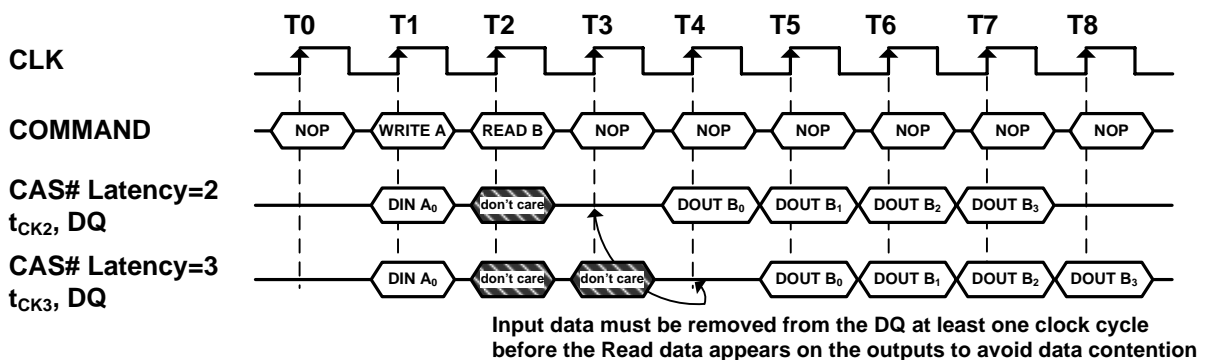 T0 T1 T2 T3 T4 T5 T6 T7 T8
CLK
COMMAND NOP WRITE A READ B NOP NOP NOP NOP NOP NOP
CAS# Latency=2
tCK2, DQ DIN A0 don't care DOUT B0 DOUT B1 DOUT B2 DOUT B3
CAS# Latency=3
tCK3, DQ DIN A0 don't care don't care DOUT B0 DOUT B1 DOUT B2 DOUT B3
Input data must be removed from the DQ at least one clock cycle
before the Read data appears on the outputs to avoid data contention